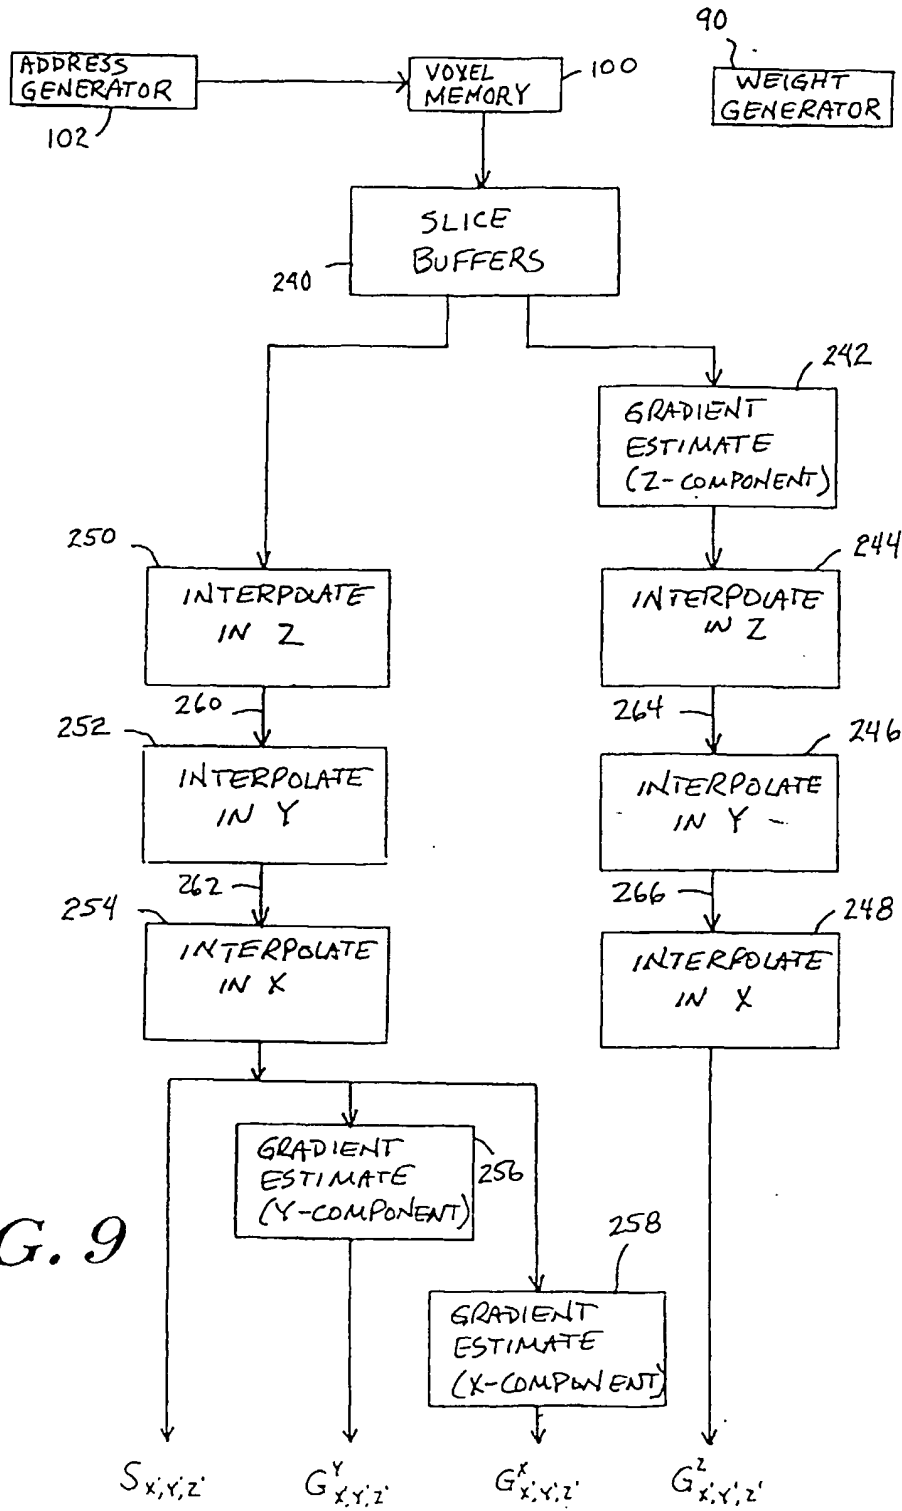 90
ADDRESS
GENERATOR
102
VOXEL
MEMORY
100
WEIGHT
GENERATOR
SLICE
BUFFERS
240
242
GRADIENT
ESTIMATE
(Z-COMPONENT)
250
INTERPOLATE
IN Z
244
INTERPOLATE
IN Z
260
264
252
INTERPOLATE
IN Y
246
INTERPOLATE
IN Y
262
266
254
INTERPOLATE
IN X
248
INTERPOLATE
IN X
GRADIENT
ESTIMATE
(Y-COMPONENT)
256
G. 9
258
GRADIENT
ESTIMATE
(X-COMPONENT)
S X',Y',Z'
G Y X',Y',Z'
G X X',Y',Z'
G Z X',Y',Z'